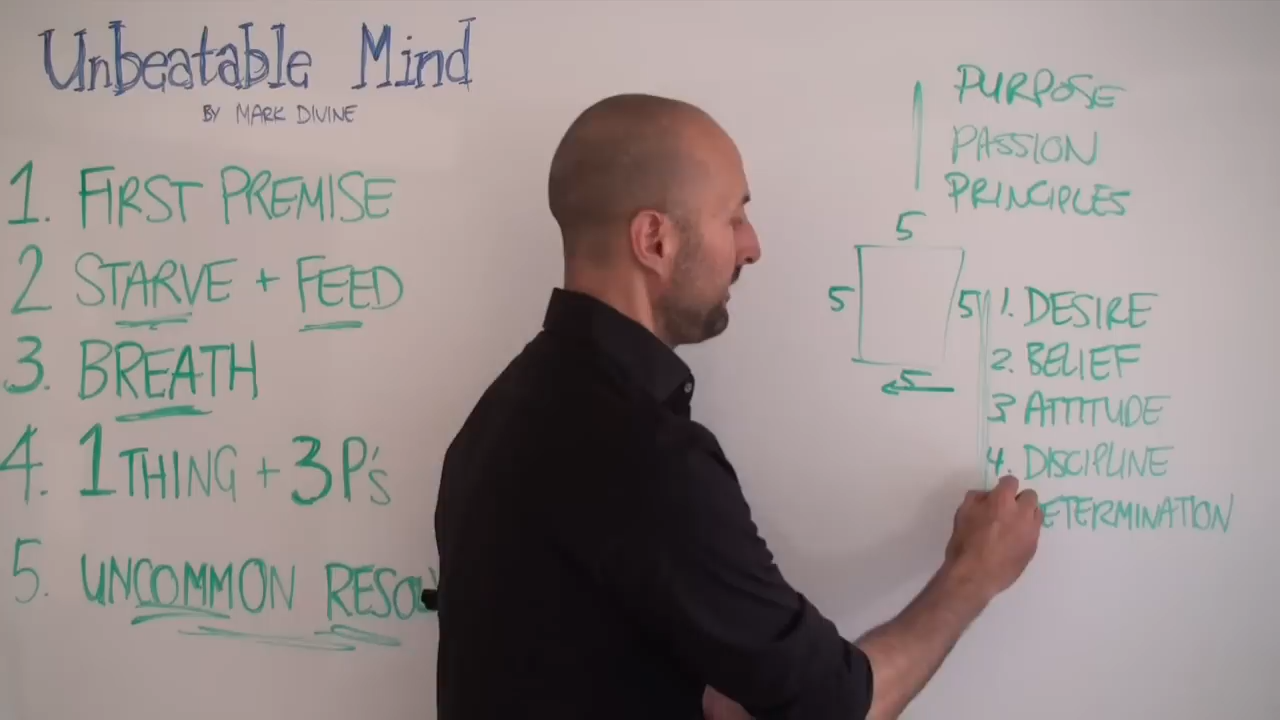 Unbeatable Mind
BY MARK DIVINE
1. FIRST PREMISE
2 STARVE + FEED
3. BREATH
4. 1 THING + 3 P's
5. UNCOMMON
PURPOSE
PASSION
PRINCIPLES
5
5
5
5
1. DESIRE
2. BELIEF
3 ATTITUDE
4. DISCIPLINE